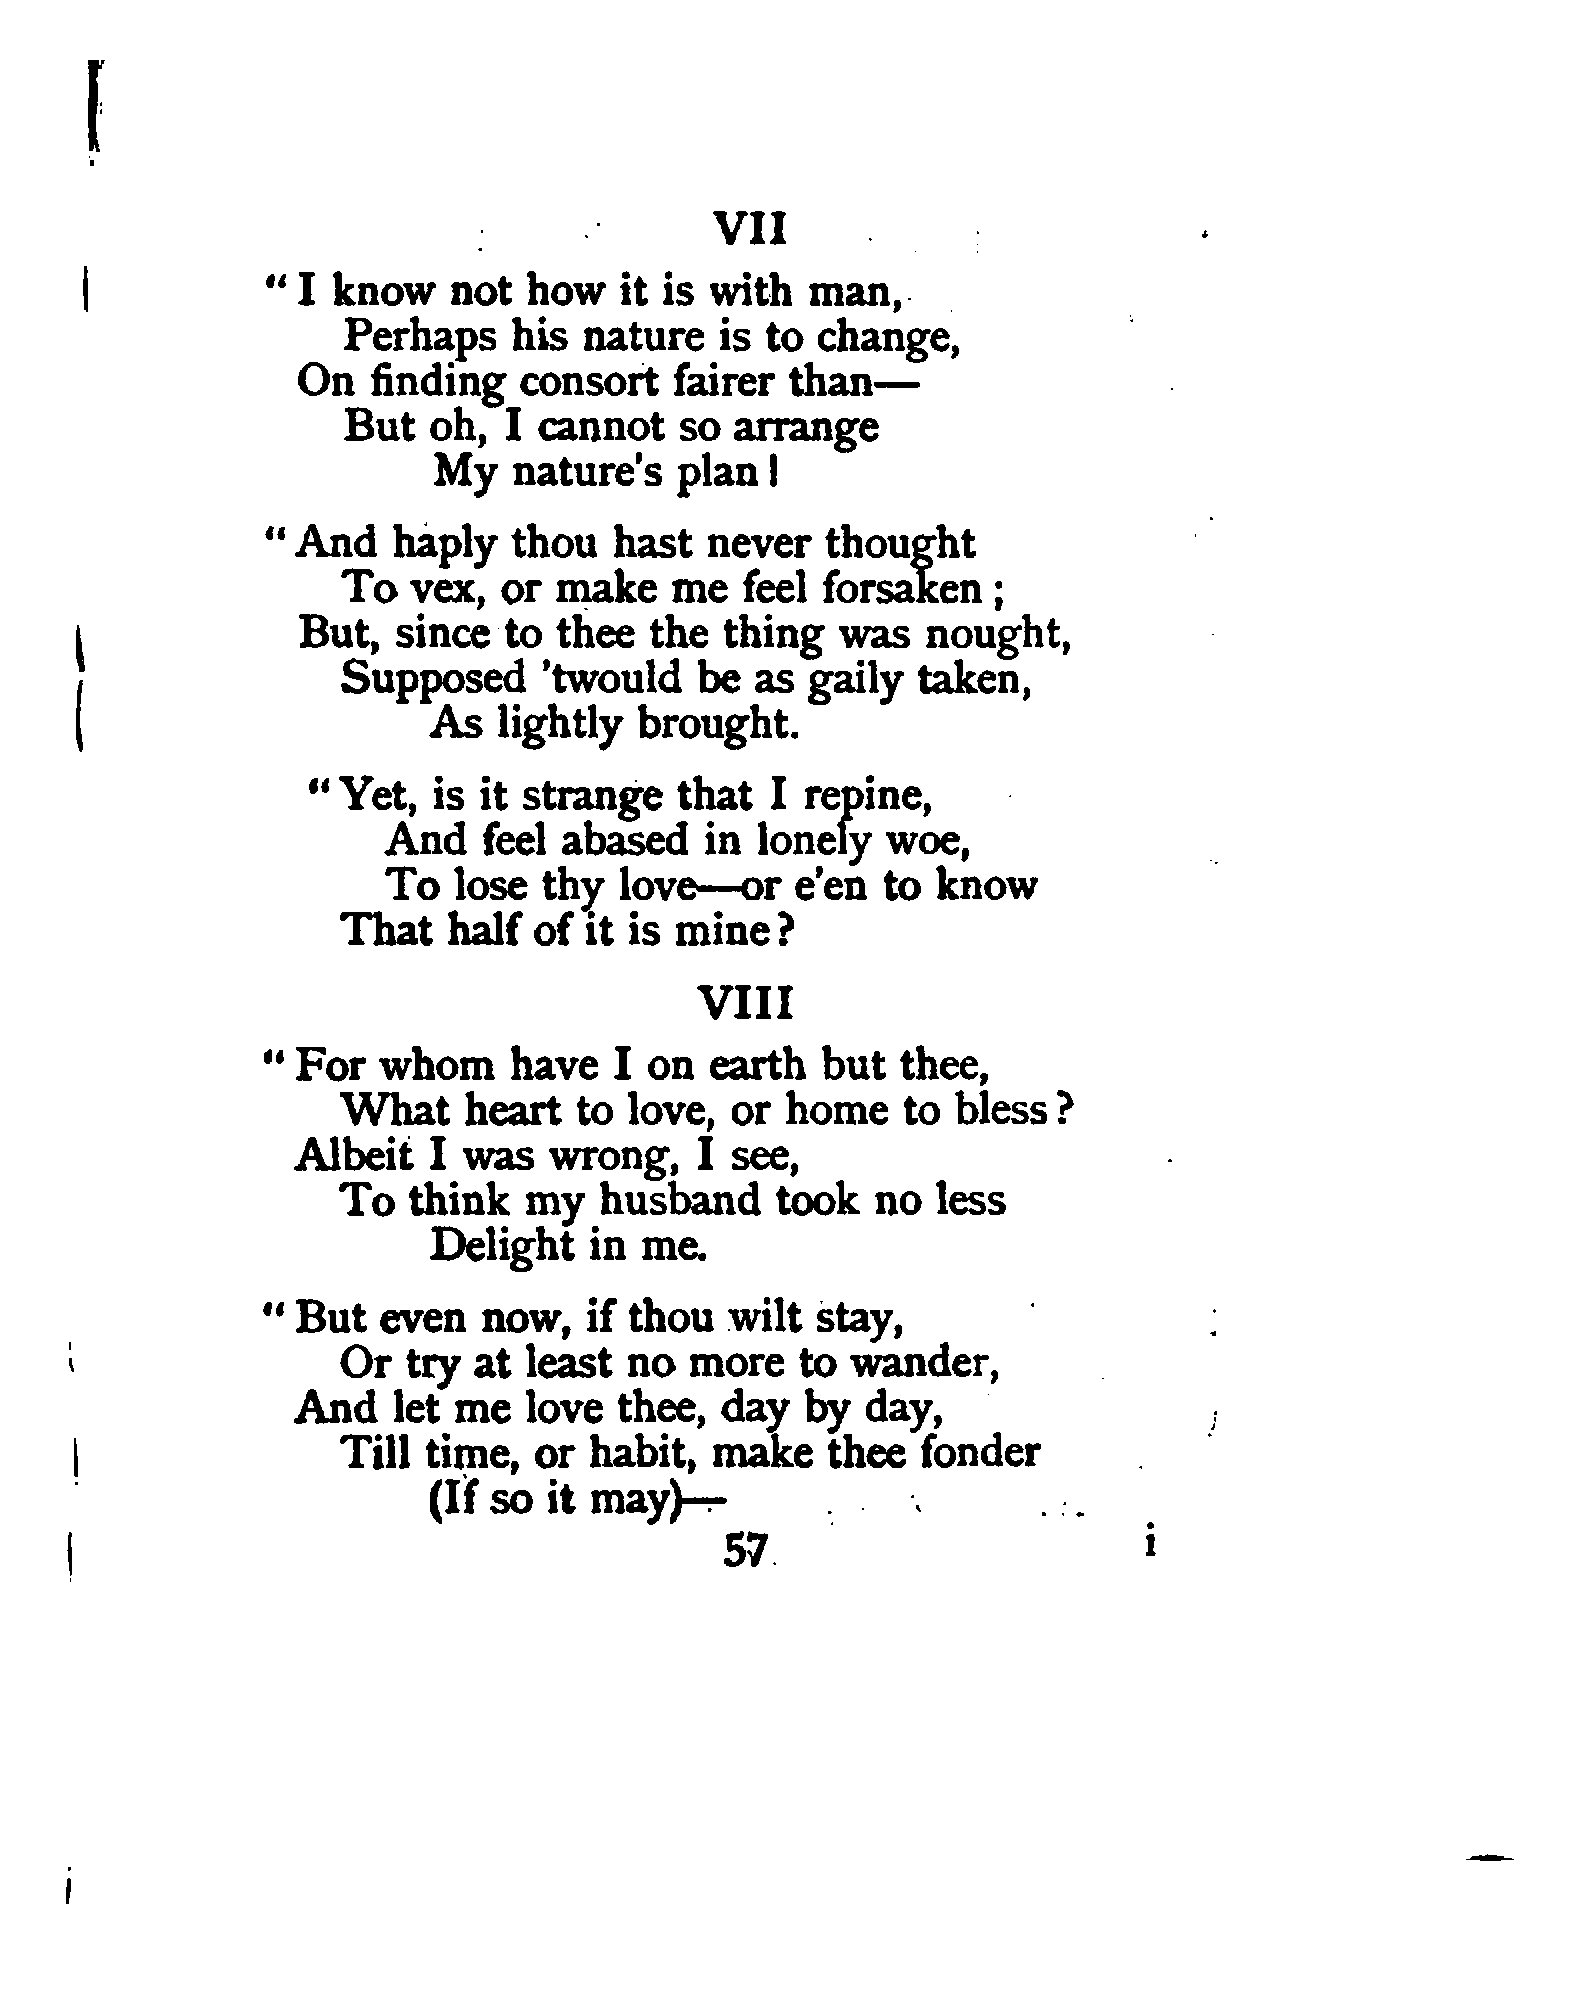 VII
“I know not how it is with man,
Perhaps his nature is to change,
On finding consort fairer than—
But oh, I cannot so arrange
My nature's plan!
“And haply thou hast never thought
To vex, or make me feel forsaken;
But, since to thee the thing was nought,
Supposed 'twould be as gaily taken,
As lightly brought.
“Yet, is it strange that I repine,
And feel abased in lonely woe,
To lose thy love—or e'en to know
That half of it is mine?
VIII
“For whom have I on earth but thee,
What heart to love, or home to bless?
Albeit I was wrong, I see,
To think my husband took no less
Delight in me.
“But even now, if thou wilt stay,
Or try at least no more to wander,
And let me love thee, day by day,
Till time, or habit, make thee fonder
(If so it may)—
57 i